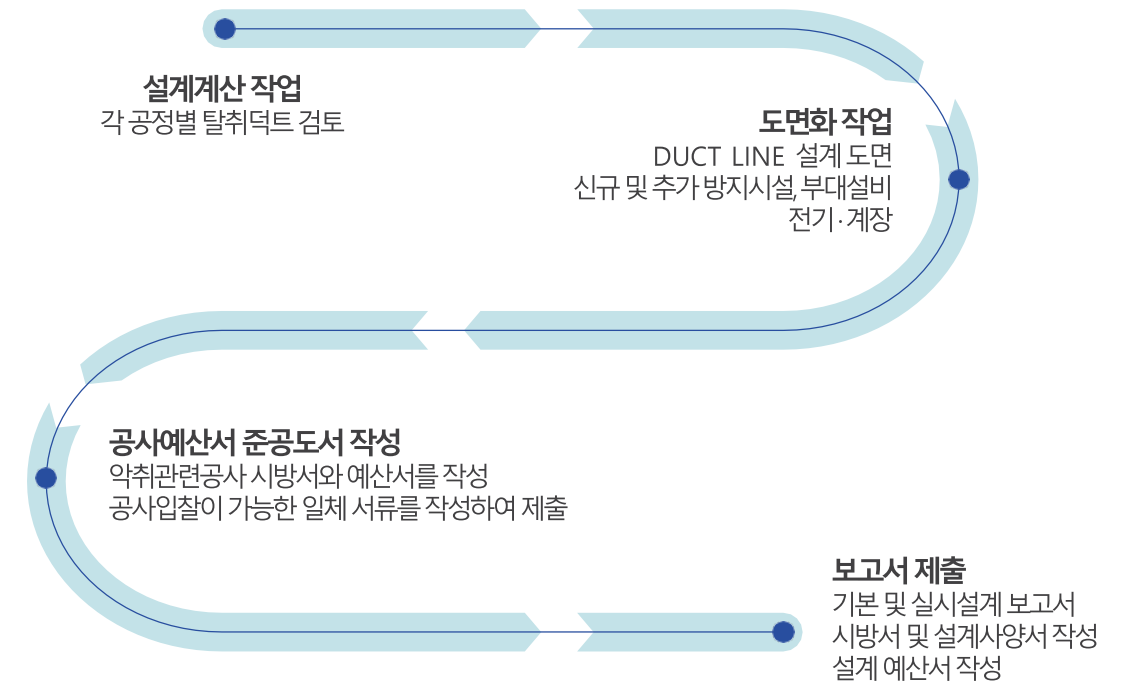 설계계산 작업
각 공정별 탈취덕트 검토
도면화 작업
DUCT LINE 설계 도면
신규 및 추가 방지시설, 부대설비
전기 · 계장
공사예산서 준공도서 작성
악취관련공사 시방서와 예산서를 작성
공사입찰이 가능한 일체 서류를 작성하여 제출
보고서 제출
기본 및 실시설계 보고서
시방서 및 설계사양서 작성
설계 예산서 작성